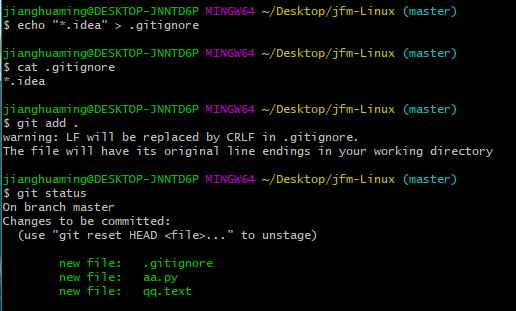 jianghuaming@DESKTOP-JNNTD6P MINGW64 ~/Desktop/jfm-Linux (master)
$ echo "*.idea" > .gitignore
jianghuaming@DESKTOP-JNNTD6P MINGW64 ~/Desktop/jfm-Linux (master)
$ cat .gitignore
*.idea
jianghuaming@DESKTOP-JNNTD6P MINGW64 ~/Desktop/jfm-Linux (master)
$ git add .
warning: LF will be replaced by CRLF in .gitignore.
The file will have its original line endings in your working directory
jianghuaming@DESKTOP-JNNTD6P MINGW64 ~/Desktop/jfm-Linux (master)
$ git status
On branch master
Changes to be committed:
  (use "git reset HEAD <file>..." to unstage)
        new file:   .gitignore
        new file:   aa.py
        new file:   qq.text